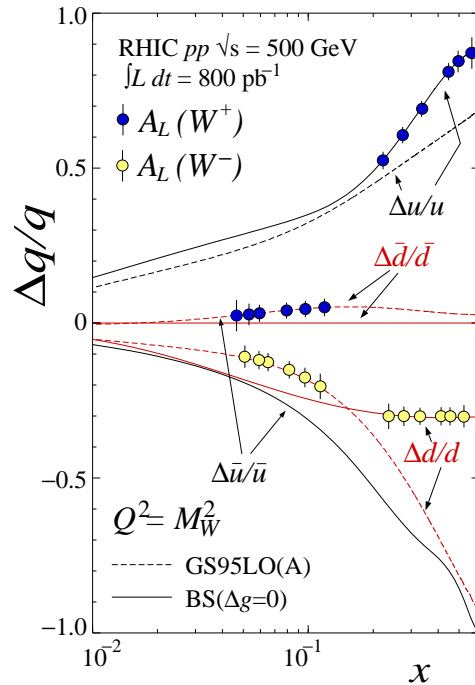 1.0
RHIC pp √s = 500 GeV
∫L dt = 800 pb⁻¹
A_L (W⁺)
A_L (W⁻)
0.5
Δu/u
Δq/q
Δd̄/d̄
0
Δū/ū
Δd/d
−0.5
Q² = M_W²
GS95LO(A)
BS(Δg=0)
−1.0
10⁻² 10⁻¹ x